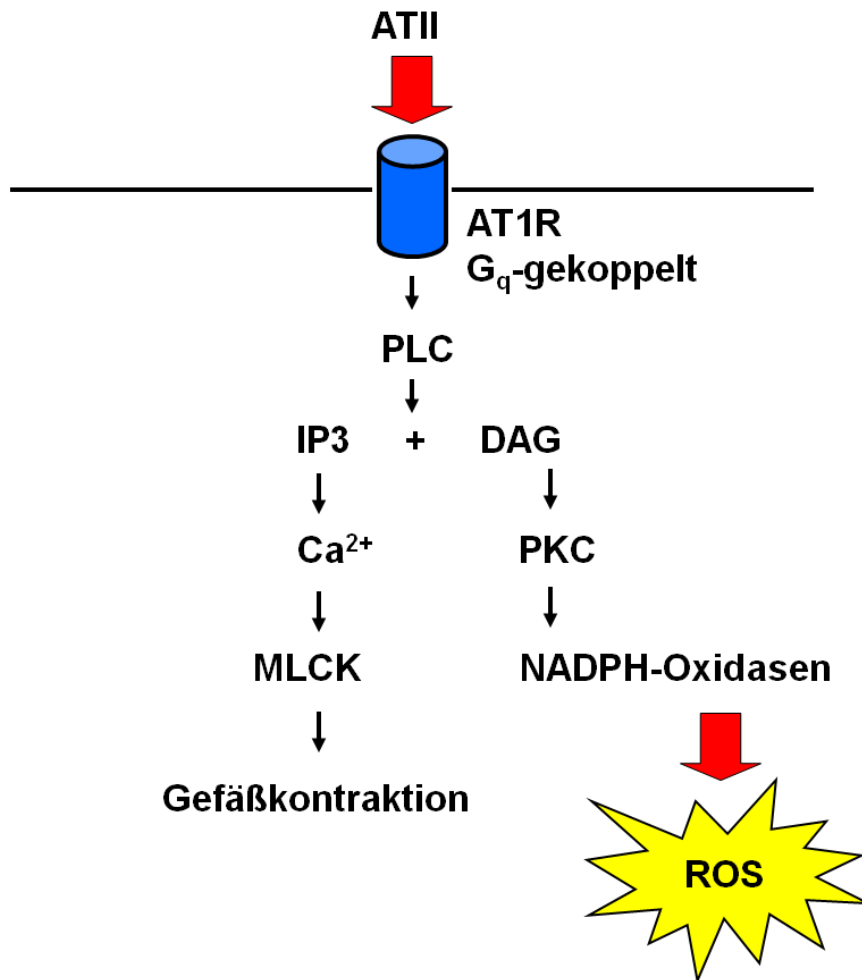 ATII
AT1R
Gq-gekoppelt
PLC
IP3 + DAG
Ca²⁺ PKC
MLCK NADPH-Oxidasen
Gefäßkontraktion
ROS